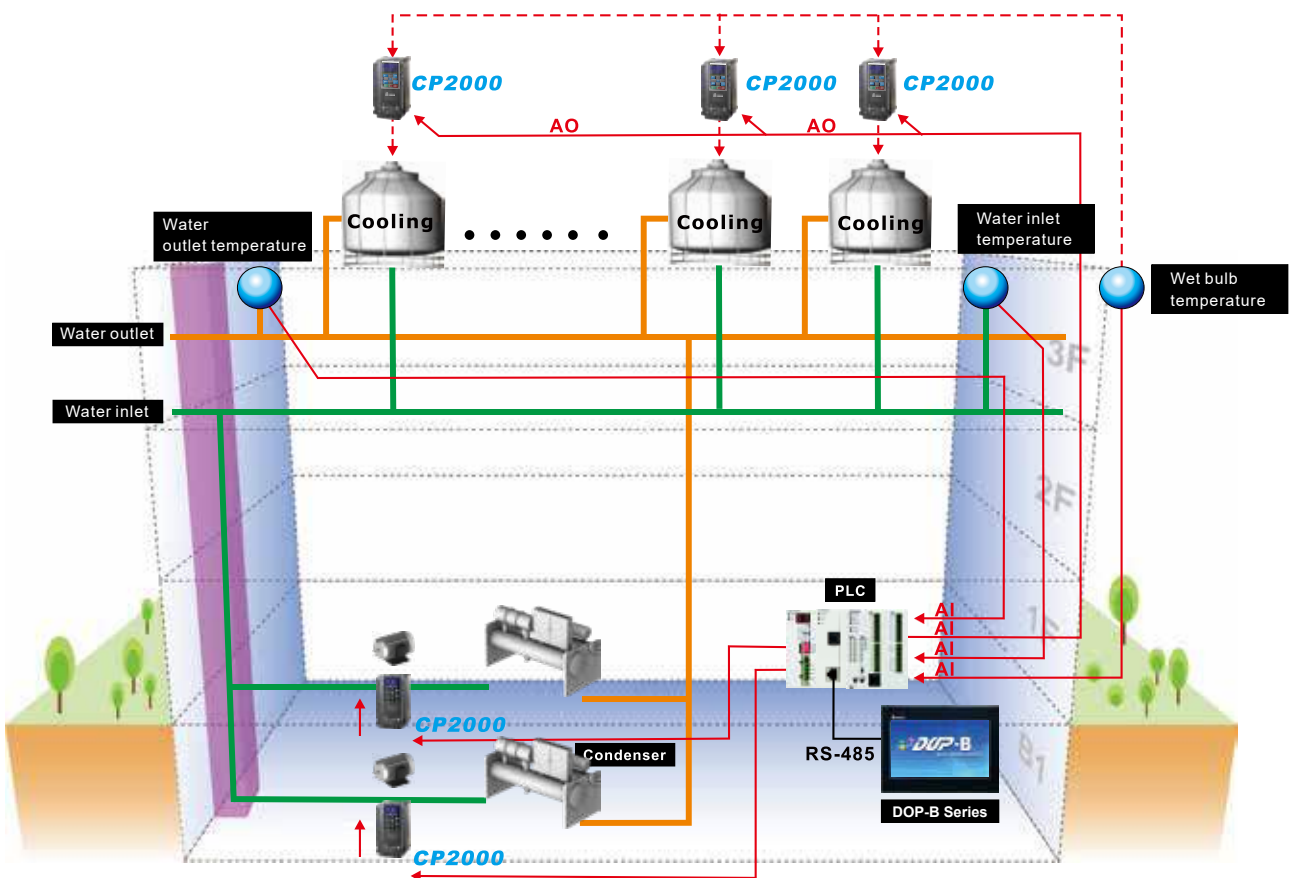 CP2000
CP2000
CP2000
AO
AO
Cooling
Cooling
Cooling
Water
outlet temperature
Water inlet
temperature
Wet bulb
temperature
Water outlet
Water inlet
3F
2F
1F
B1
PLC
AI
AI
AI
AI
CP2000
Condenser
RS-485
DOP-B
DOP-B Series
CP2000